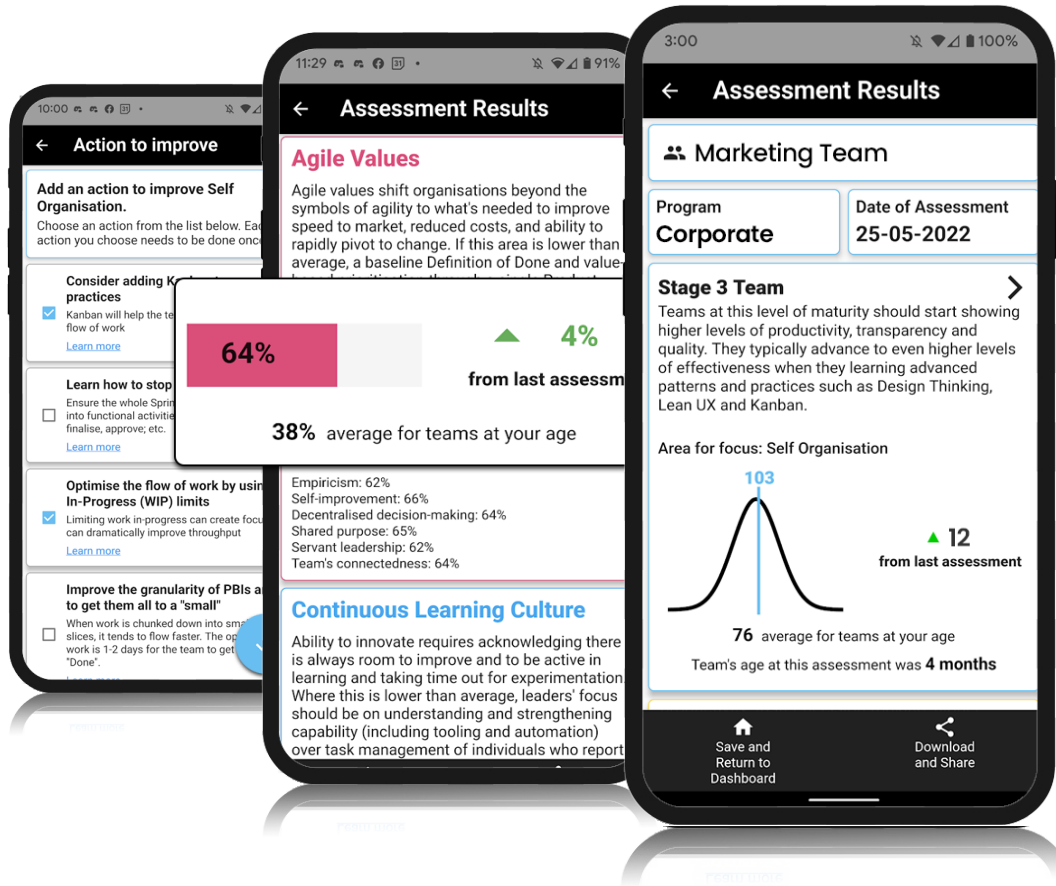 10:00
31
Action to improve
Add an action to improve Self
Organisation.
Choose an action from the list below.
action you choose needs to be done once
Consider adding
practices
Kanban will help the
flow of work
Learn more
Learn how to stop
Ensure the whole
into functional
finalise, approve; etc.
Learn more
Optimise the flow of work by using
In-Progress (WIP) limits
Limiting work in-progress can create
can dramatically improve throughput
Learn more
Improve the granularity of PBIs
to get them all to a "small"
When work is chunked down into
slices, it tends to flow faster. The
work is 1-2 days for the team to get
"Done".
11:29
31
91%
Assessment Results
Agile Values
Agile values shift organisations beyond the
symbols of agility to what's needed to improve
speed to market, reduced costs, and ability to
rapidly pivot to change. If this area is lower than
average, a baseline Definition of Done and value-
64%
4%
from last assessm
38% average for teams at your age
Empiricism: 62%
Self-improvement: 66%
Decentralised decision-making: 64%
Shared purpose: 65%
Servant leadership: 62%
Team's connectedness: 64%
Continuous Learning Culture
Ability to innovate requires acknowledging there
is always room to improve and to be active in
learning and taking time out for experimentation.
Where this is lower than average, leaders' focus
should be on understanding and strengthening
capability (including tooling and automation)
over task management of individuals who report
3:00
100%
Assessment Results
Marketing Team
Program
Corporate
Date of Assessment
25-05-2022
Stage 3 Team
Teams at this level of maturity should start showing
higher levels of productivity, transparency and
quality. They typically advance to even higher levels
of effectiveness when they learning advanced
patterns and practices such as Design Thinking,
Lean UX and Kanban.
Area for focus: Self Organisation
103
12
from last assessment
76 average for teams at your age
Team's age at this assessment was 4 months
Save and
Return to
Dashboard
Download
and Share